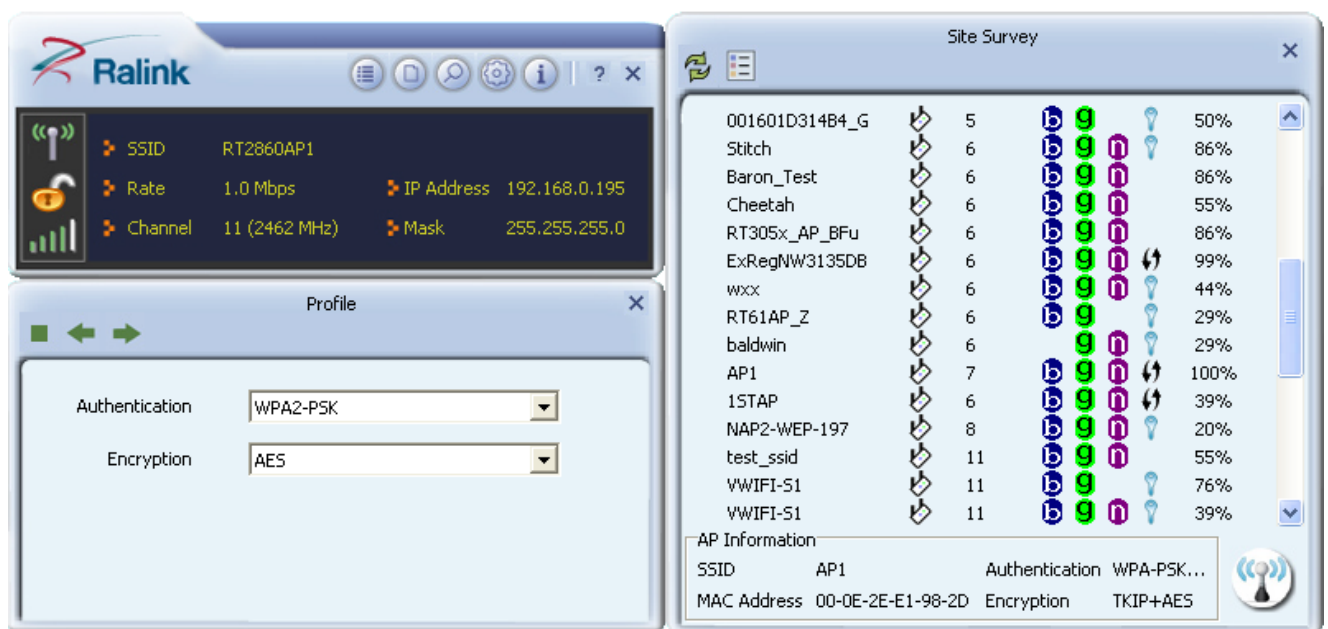 Ralink
?
SSID RT2860AP1
Rate 1.0 Mbps IP Address 192.168.0.195
Channel 11 (2462 MHz) Mask 255.255.255.0
Profile
Authentication WPA2-PSK
Encryption AES
Site Survey
001601D314B4_G 5 b g 50%
Stitch 6 b g n 86%
Baron_Test 6 b g n 86%
Cheetah 6 b g n 55%
RT305x_AP_BFu 6 b g n 86%
ExRegNW3135DB 6 b g n 99%
wxx 6 b g n 44%
RT61AP_Z 6 b g 29%
baldwin 6 g n 29%
AP1 7 b g n 100%
1STAP 6 b g n 39%
NAP2-WEP-197 8 b g n 20%
test_ssid 11 b g n 55%
VWIFI-S1 11 b g 76%
VWIFI-S1 11 b g n 39%
AP Information
SSID AP1 Authentication WPA-PSK...
MAC Address 00-0E-2E-E1-98-2D Encryption TKIP+AES